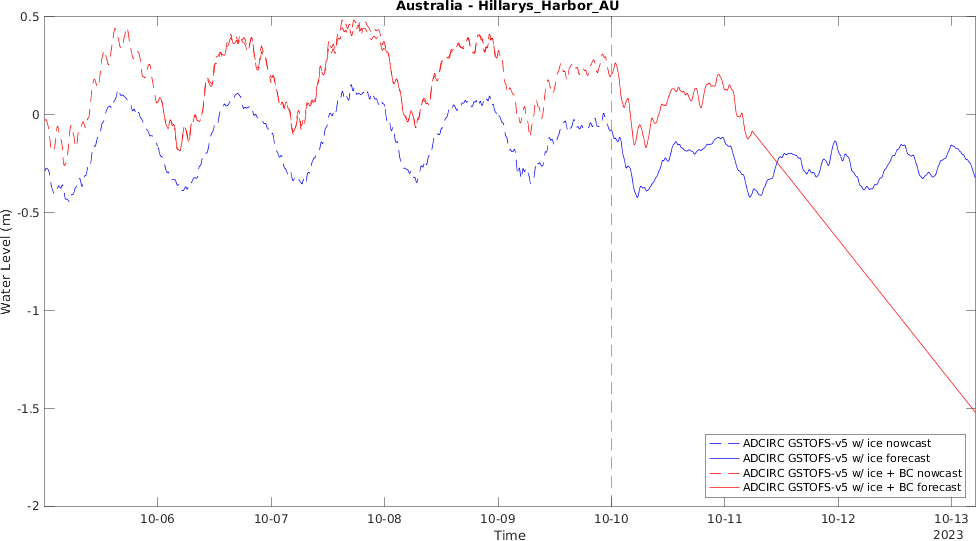 Australia - Hillarys_Harbor_AU
0.5
0
-0.5
-1
-1.5
-2
Water Level (m)
10-06 10-07 10-08 10-09 10-10 10-11 10-12 10-13
Time
2023
ADCIRC GSTOFS-v5 w/ ice nowcast
ADCIRC GSTOFS-v5 w/ ice forecast
ADCIRC GSTOFS-v5 w/ ice + BC nowcast
ADCIRC GSTOFS-v5 w/ ice + BC forecast